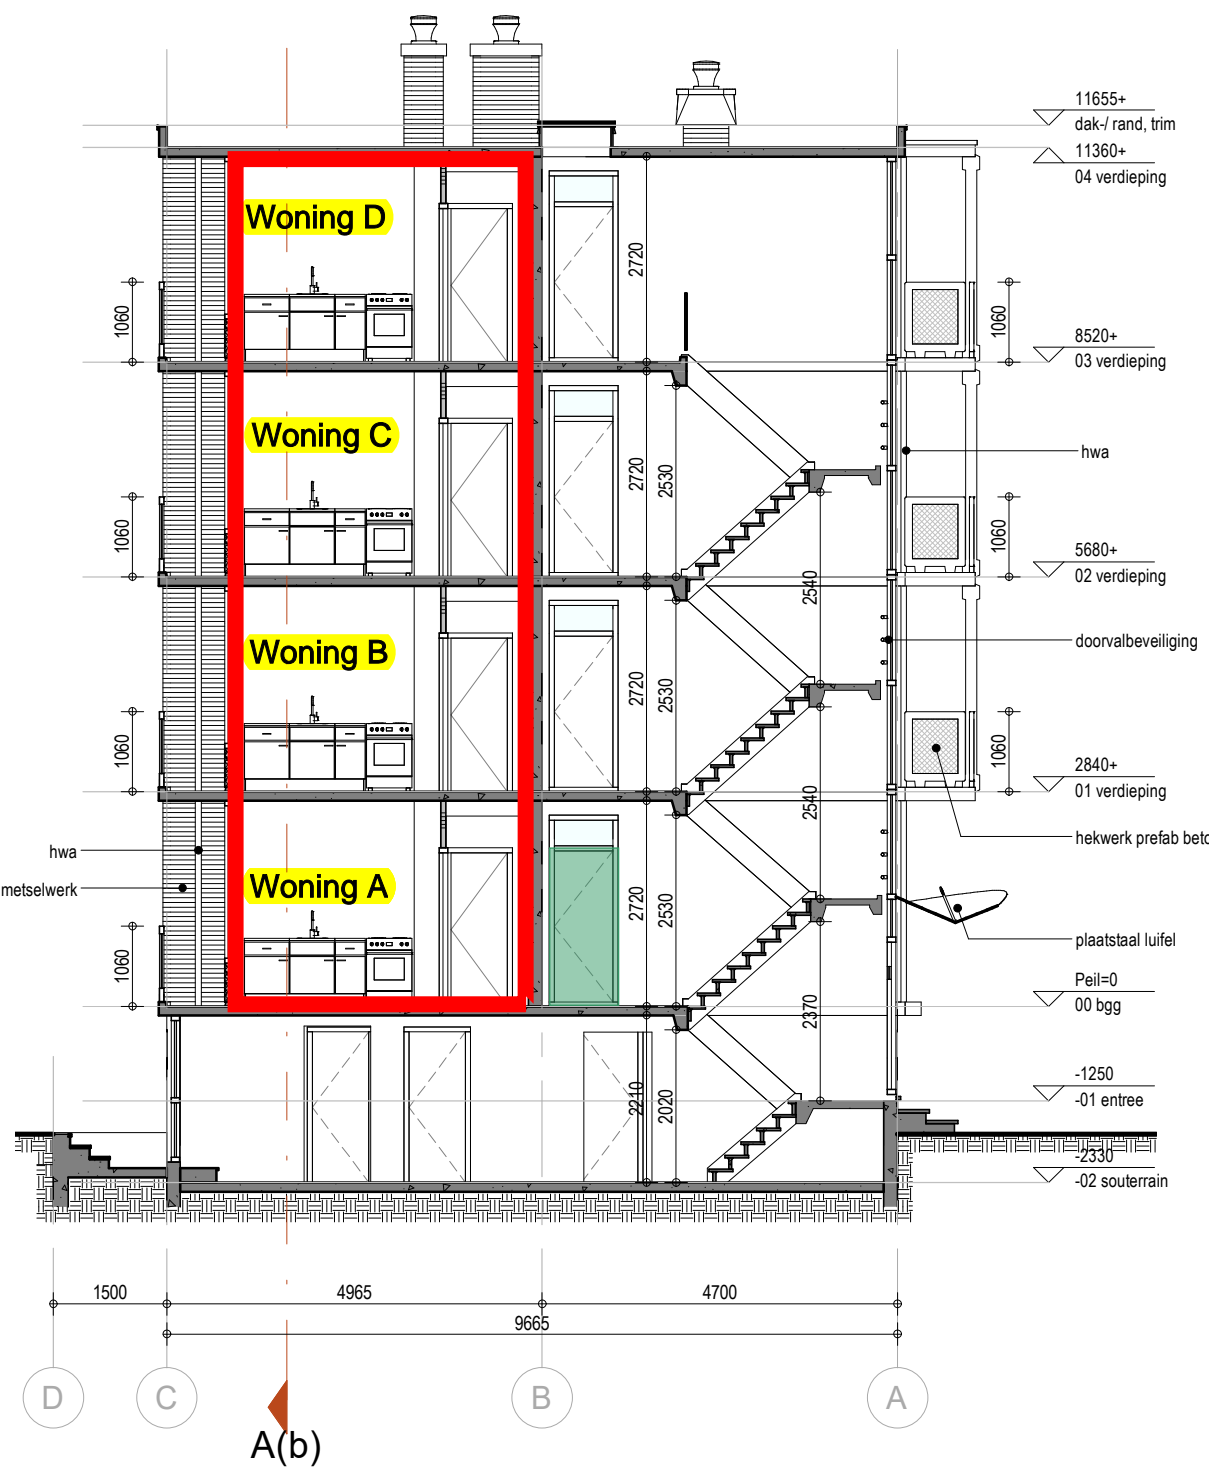 11655+
dak-/ rand, trim
11360+
04 verdieping
Woning D
2720
1060
1060
8520+
03 verdieping
Woning C
hwa
2720
2530
1060
1060
5680+
02 verdieping
2540
doorvalbeveiliging
Woning B
2720
2530
1060
1060
2840+
01 verdieping
2540
hekwerk prefab beto
hwa
metselwerk
Woning A
2720
2530
plaatstaal luifel
1060
Peil=0
00 bgg
2370
-1250
-01 entree
2210
2020
-2330
-02 souterrain
1500
4965
4700
9665
D
C
B
A
A(b)